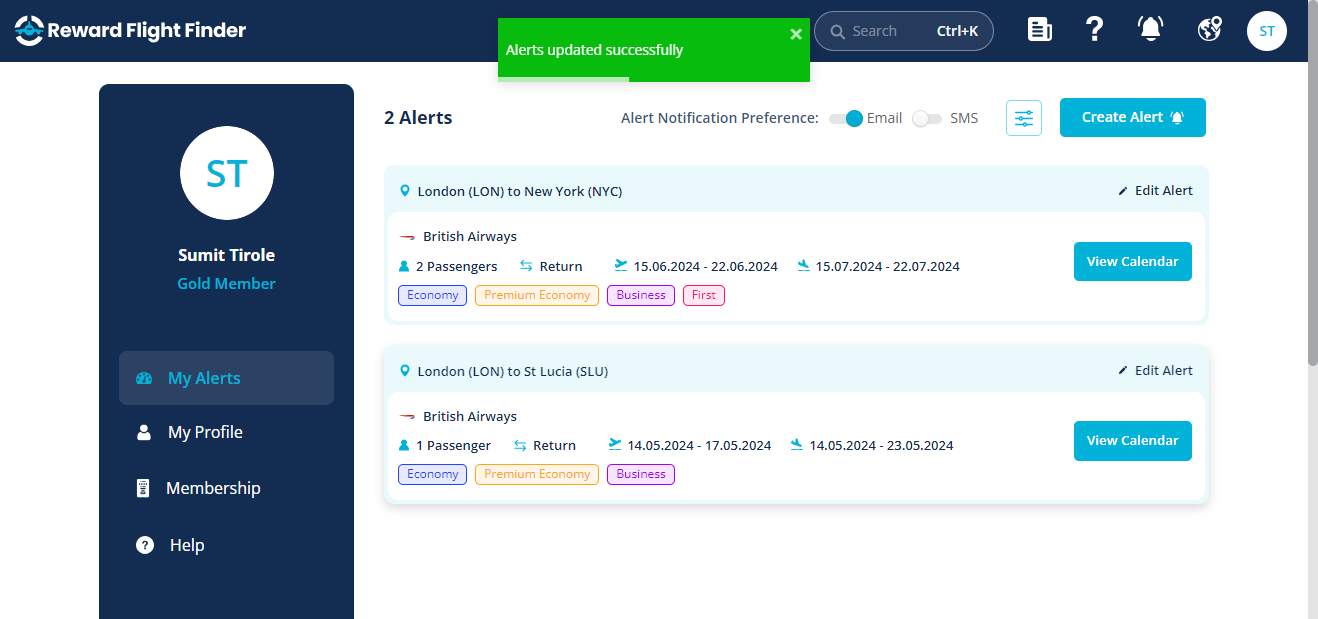 Reward Flight Finder
Alerts updated successfully
Search Ctrl+K
ST
ST
Sumit Tirole
Gold Member
My Alerts
My Profile
Membership
Help
2 Alerts
Alert Notification Preference: Email SMS
Create Alert
London (LON) to New York (NYC)
Edit Alert
British Airways
2 Passengers Return 15.06.2024 - 22.06.2024 15.07.2024 - 22.07.2024
Economy Premium Economy Business First
View Calendar
London (LON) to St Lucia (SLU)
Edit Alert
British Airways
1 Passenger Return 14.05.2024 - 17.05.2024 14.05.2024 - 23.05.2024
Economy Premium Economy Business
View Calendar